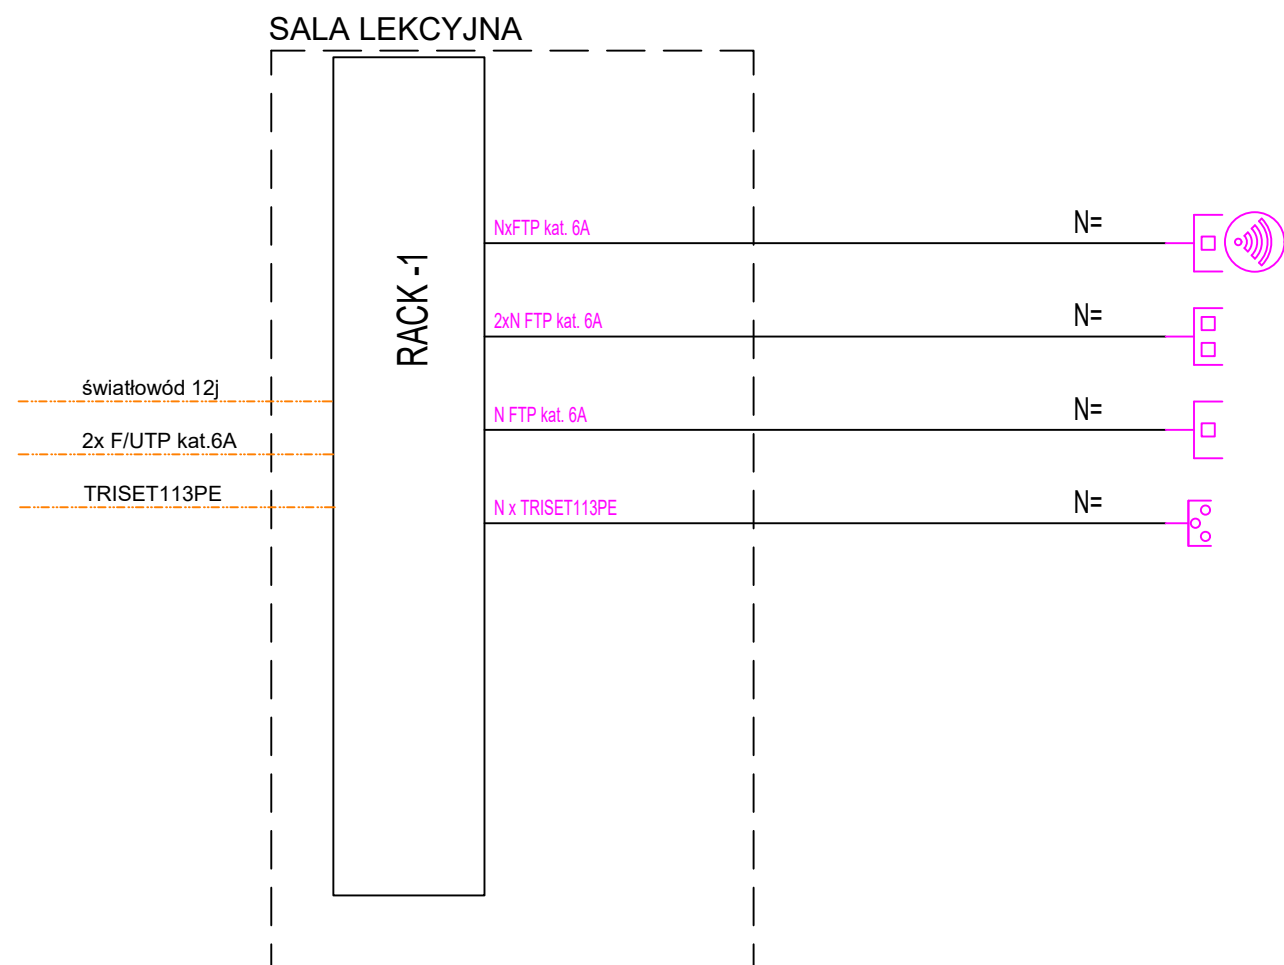 SALA LEKCYJNA
RACK -1
NxFTP kat. 6A
N=
2xN FTP kat. 6A
N=
światłowód 12j
N FTP kat. 6A
N=
2x F/UTP kat.6A
TRISET113PE
N x TRISET113PE
N=